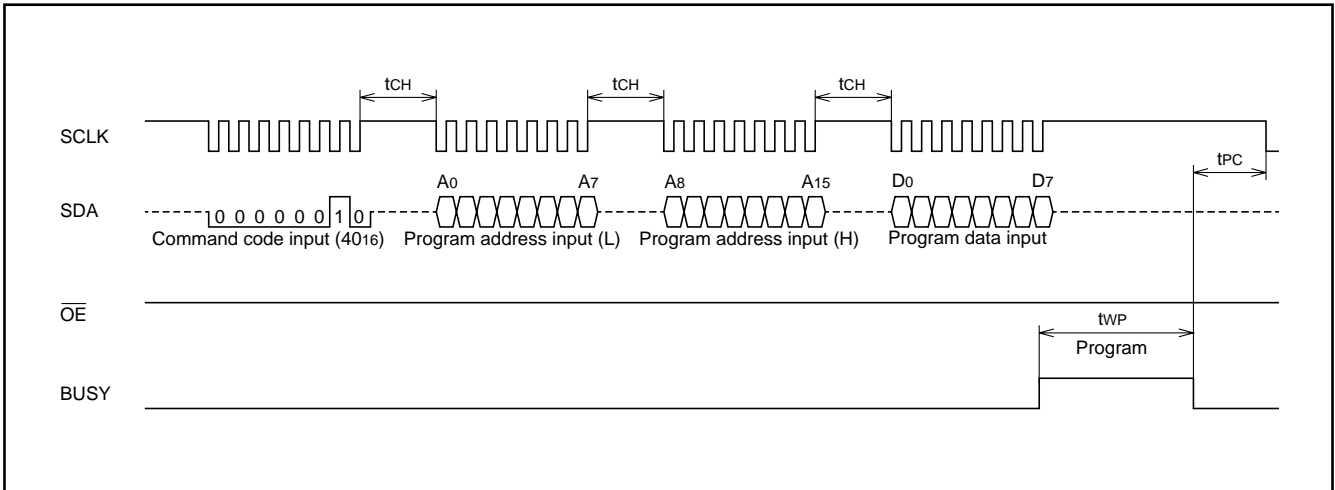 tCH tCH tCH
SCLK
tPC
A0 A7 A8 A15 D0 D7
SDA
0 0 0 0 0 0 1 0
Command code input (4016) Program address input (L) Program address input (H) Program data input
OE
tWP
Program
BUSY